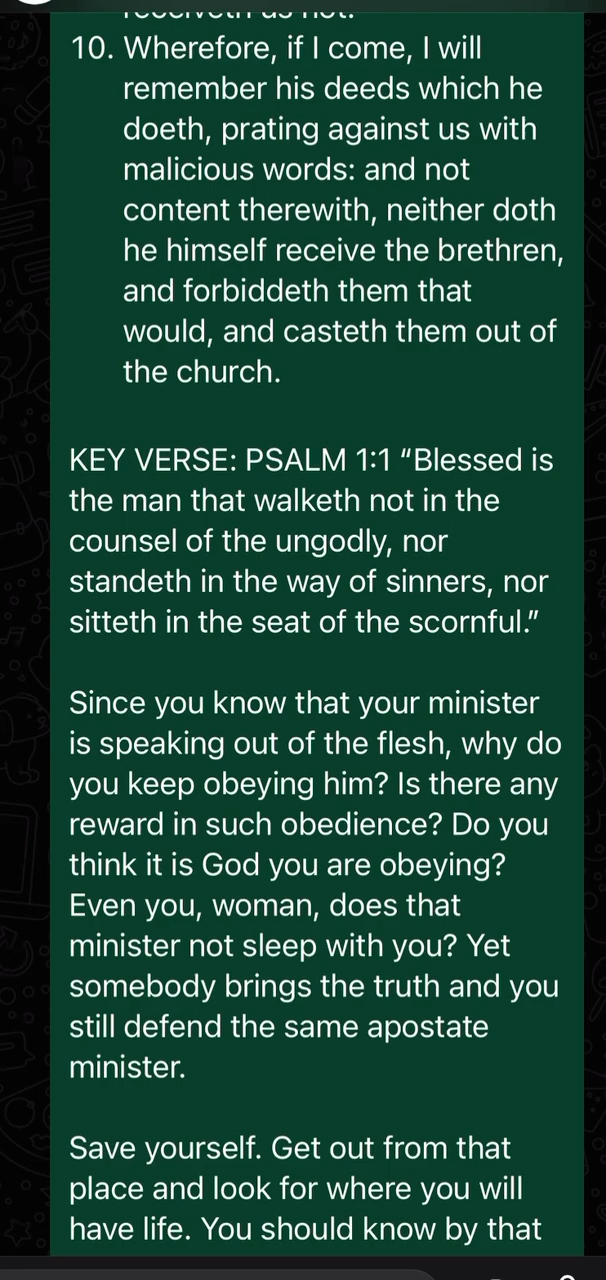 receiveth us not.
10. Wherefore, if I come, I will
remember his deeds which he
doeth, prating against us with
malicious words: and not
content therewith, neither doth
he himself receive the brethren,
and forbiddeth them that
would, and casteth them out of
the church.
KEY VERSE: PSALM 1:1 “Blessed is
the man that walketh not in the
counsel of the ungodly, nor
standeth in the way of sinners, nor
sitteth in the seat of the scornful.”
Since you know that your minister
is speaking out of the flesh, why do
you keep obeying him? Is there any
reward in such obedience? Do you
think it is God you are obeying?
Even you, woman, does that
minister not sleep with you? Yet
somebody brings the truth and you
still defend the same apostate
minister.
Save yourself. Get out from that
place and look for where you will
have life. You should know by that